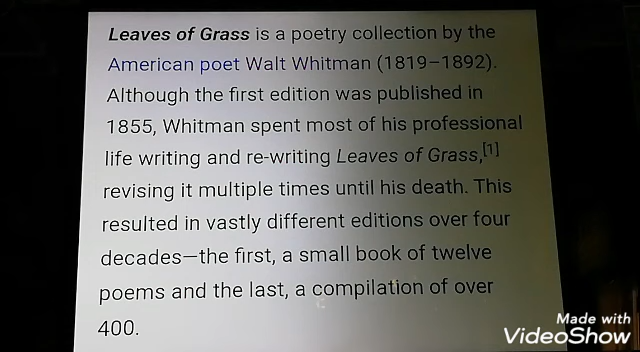 Leaves of Grass is a poetry collection by the
American poet Walt Whitman (1819–1892).
Although the first edition was published in
1855, Whitman spent most of his professional
life writing and re-writing Leaves of Grass,[1]
revising it multiple times until his death. This
resulted in vastly different editions over four
decades—the first, a small book of twelve
poems and the last, a compilation of over
400.
Made with
VideoShow